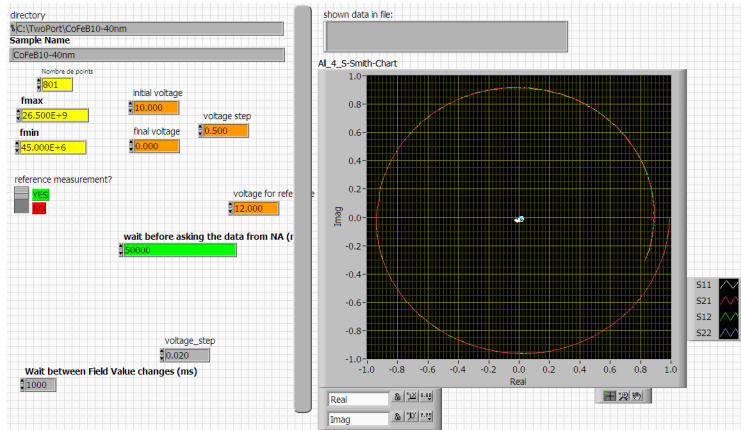 directory
C:\TwoPort\CoFeB10-40nm
Sample Name
CoFeB10-40nm
Nombre de points
801
fmax
26.500E+9
fmin
45.000E+6
initial voltage
10.000
final voltage
0.000
voltage step
0.500
reference measurement?
YES
NO
voltage for refe
12.000
wait before asking the data from NA (r
50000
voltage_step
0.020
Wait between Field Value changes (ms)
1000
shown data in file:
All_4_S-Smith-Chart
Imag
1.0
0.8
0.6
0.4
0.2
0.0
-0.2
-0.4
-0.6
-0.8
-1.0
-1.0 -0.8 -0.6 -0.4 -0.2 0.0 0.2 0.4 0.6 0.8 1.0
Real
S11
S21
S12
S22
Real
Imag